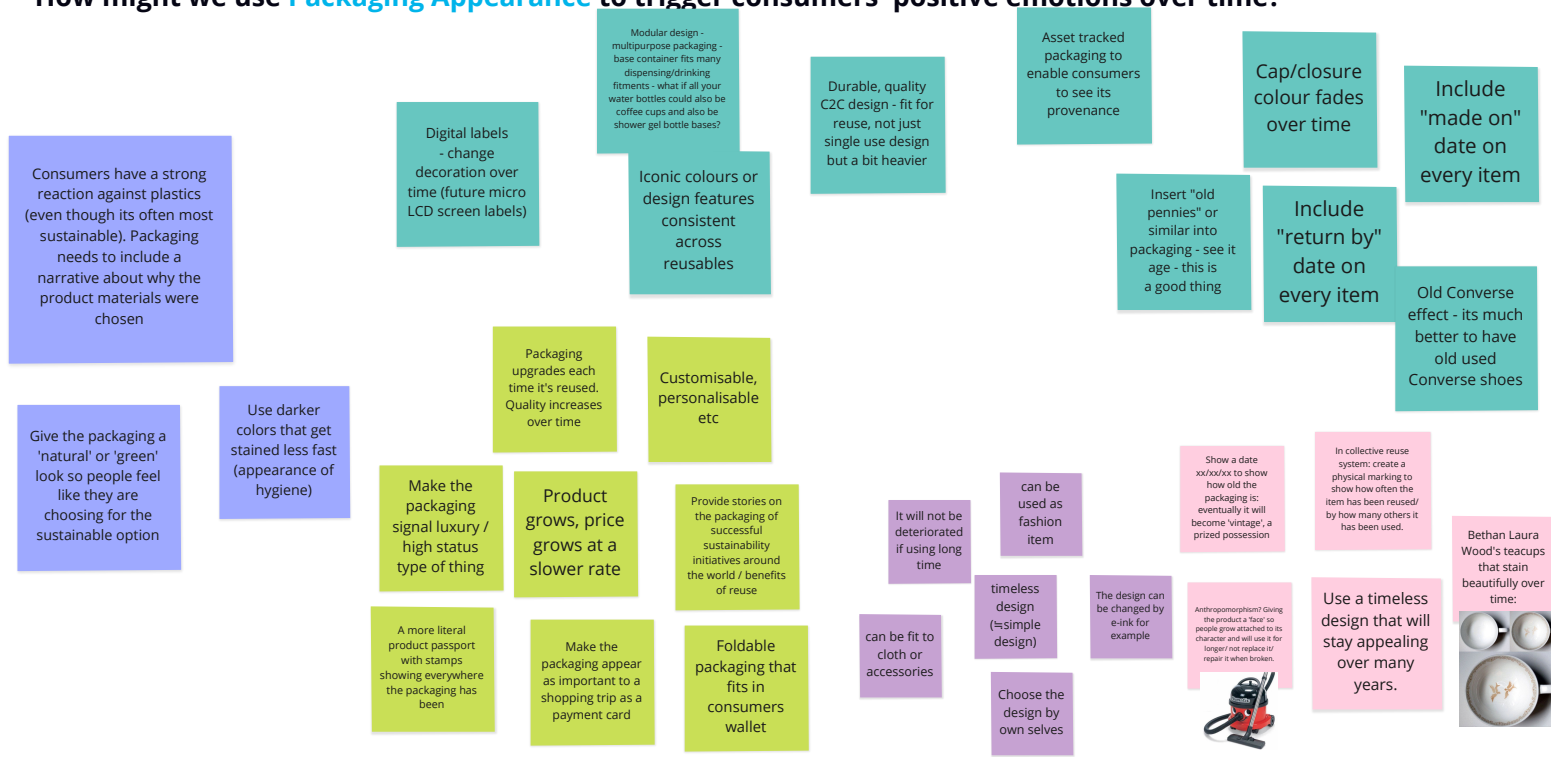 How might we use Packaging Appearance to trigger consumers' positive emotions over time?
Modular design -
multipurpose packaging -
base container fits many
dispensing/drinking
fitments - what if all your
water bottles could also be
coffee cups and also be
shower gel bottle bases?
Asset tracked
packaging to
enable consumers
to see its
provenance
Cap/closure
colour fades
over time
Include
"made on"
date on
every item
Durable, quality
C2C design - fit for
reuse, not just
single use design
but a bit heavier
Digital labels
- change
decoration over
time (future micro
LCD screen labels)
Iconic colours or
design features
consistent
across
reusables
Consumers have a strong
reaction against plastics
(even though its often most
sustainable). Packaging
needs to include a
narrative about why the
product materials were
chosen
Insert "old
pennies" or
similar into
packaging - see it
age - this is
a good thing
Include
"return by"
date on
every item
Old Converse
effect - its much
better to have
old used
Converse shoes
Packaging
upgrades each
time it's reused.
Quality increases
over time
Customisable,
personalisable
etc
Give the packaging a
'natural' or 'green'
look so people feel
like they are
choosing for the
sustainable option
Use darker
colors that get
stained less fast
(appearance of
hygiene)
Make the
packaging
signal luxury /
high status
type of thing
Product
grows, price
grows at a
slower rate
Provide stories on
the packaging of
successful
sustainability
initiatives around
the world / benefits
of reuse
It will not be
deteriorated
if using long
time
can be
used as
fashion
item
Show a date
xx/xx/xx to show
how old the
packaging is:
eventually it will
become 'vintage', a
prized possession
In collective reuse
system: create a
physical marking to
show how often the
item has been reused/
by how many others it
has been used.
Bethan Laura
Wood's teacups
that stain
beautifully over
time:
A more literal
product passport
with stamps
showing everywhere
the packaging has
been
Make the
packaging appear
as important to a
shopping trip as a
payment card
Foldable
packaging that
fits in
consumers
wallet
can be fit to
cloth or
accessories
timeless
design
(≒simple
design)
The design can
be changed by
e-ink for
example
Choose the
design by
own selves
Anthropomorphism? Giving
the product a 'face' so
people grow attached to its
character and will use it for
longer/ not replace it/
repair it when broken.
Use a timeless
design that will
stay appealing
over many
years.